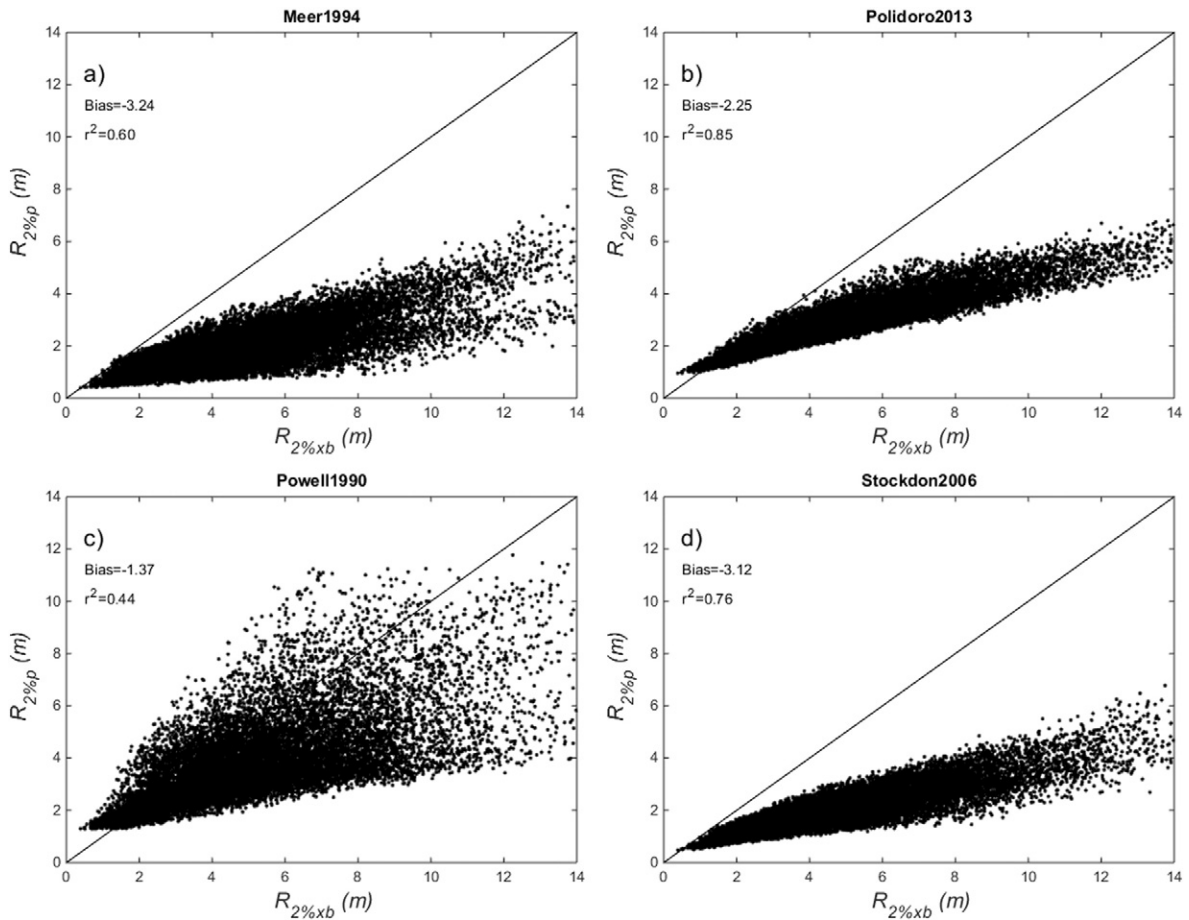 Meer1994
14
12
10
8
6
4
2
0
a)
Bias=-3.24
r²=0.60
R2%p (m)
0 2 4 6 8 10 12 14
R2%xb (m)
Polidoro2013
14
12
10
8
6
4
2
0
b)
Bias=-2.25
r²=0.85
R2%p (m)
0 2 4 6 8 10 12 14
R2%xb (m)
Powell1990
14
12
10
8
6
4
2
0
c)
Bias=-1.37
r²=0.44
R2%p (m)
0 2 4 6 8 10 12 14
R2%xb (m)
Stockdon2006
14
12
10
8
6
4
2
0
d)
Bias=-3.12
r²=0.76
R2%p (m)
0 2 4 6 8 10 12 14
R2%xb (m)